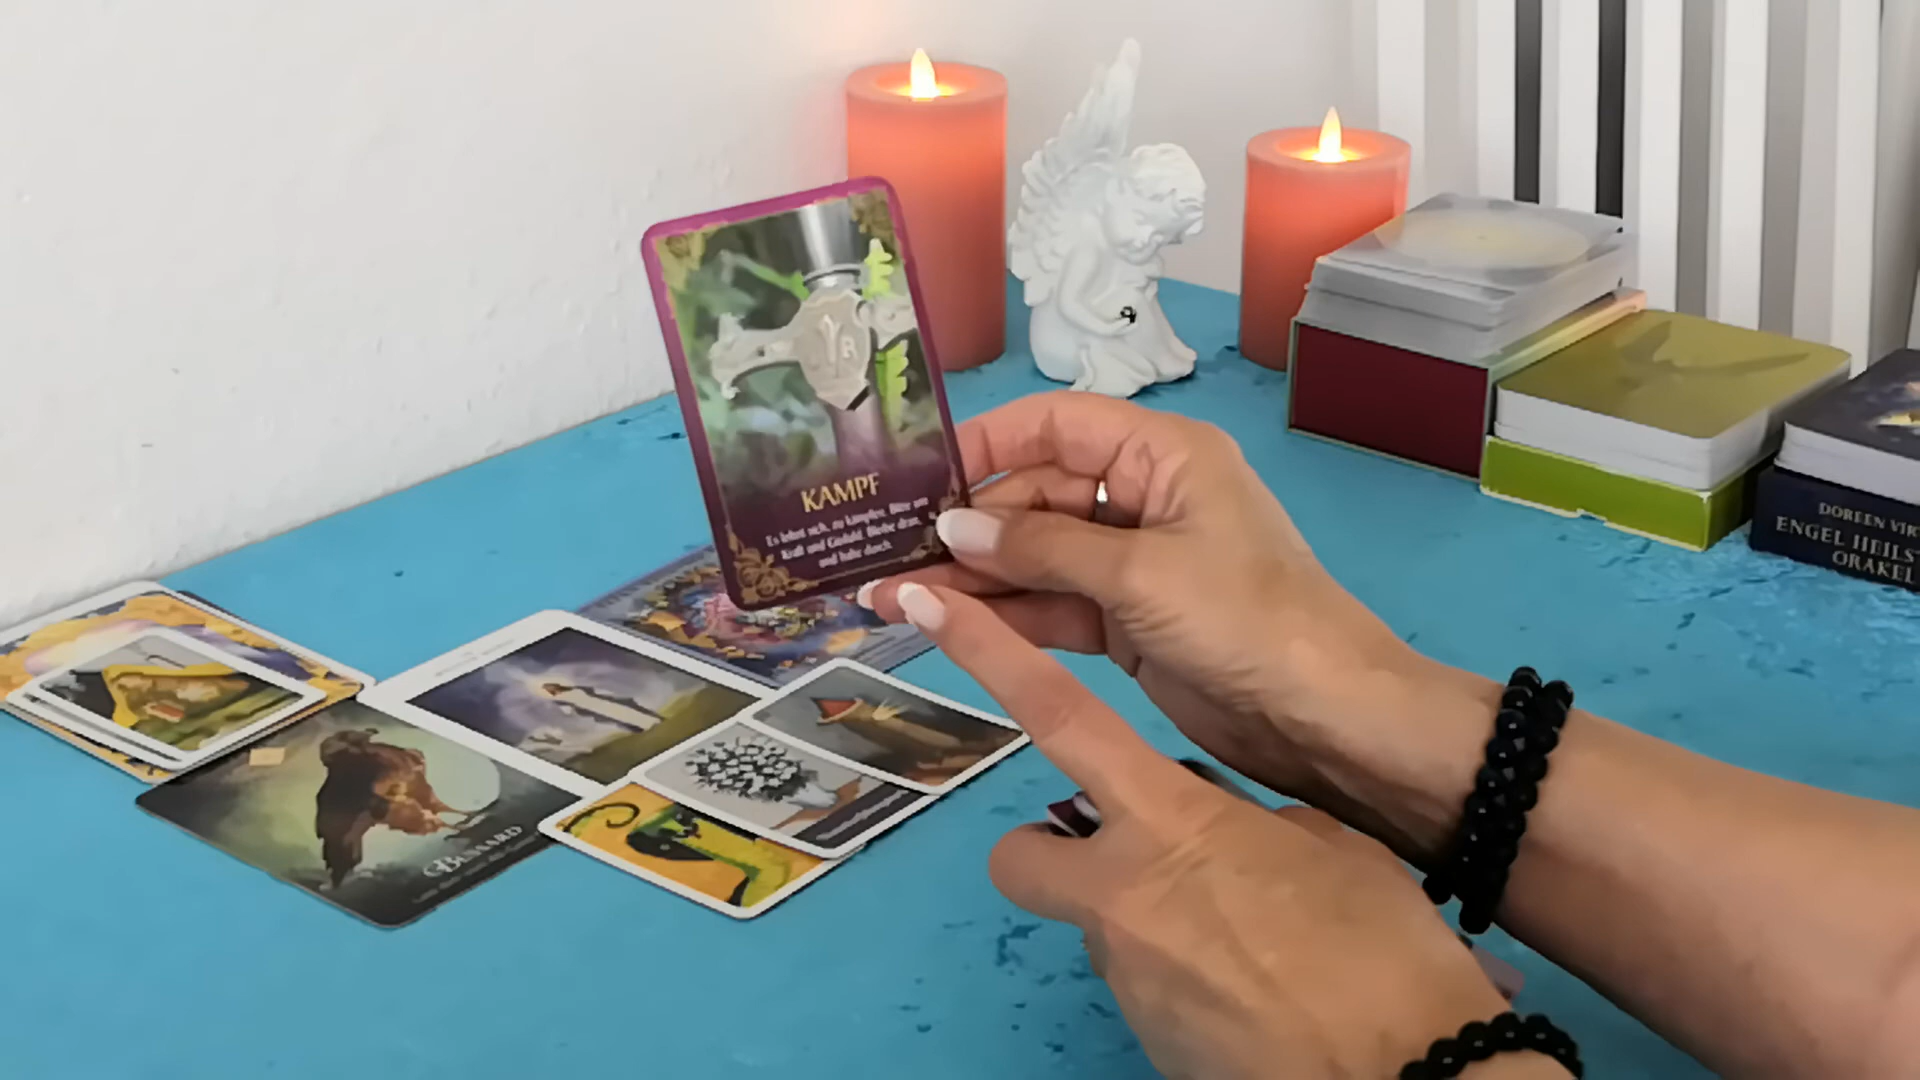 KAMPF
Es lohnt sich, zu kämpfen. Bitte um
Kraft und Geduld. Bleibe dran,
und halte durch.
BUSSARD
DOREEN VIR
ENGEL HEILS
ORAKEL